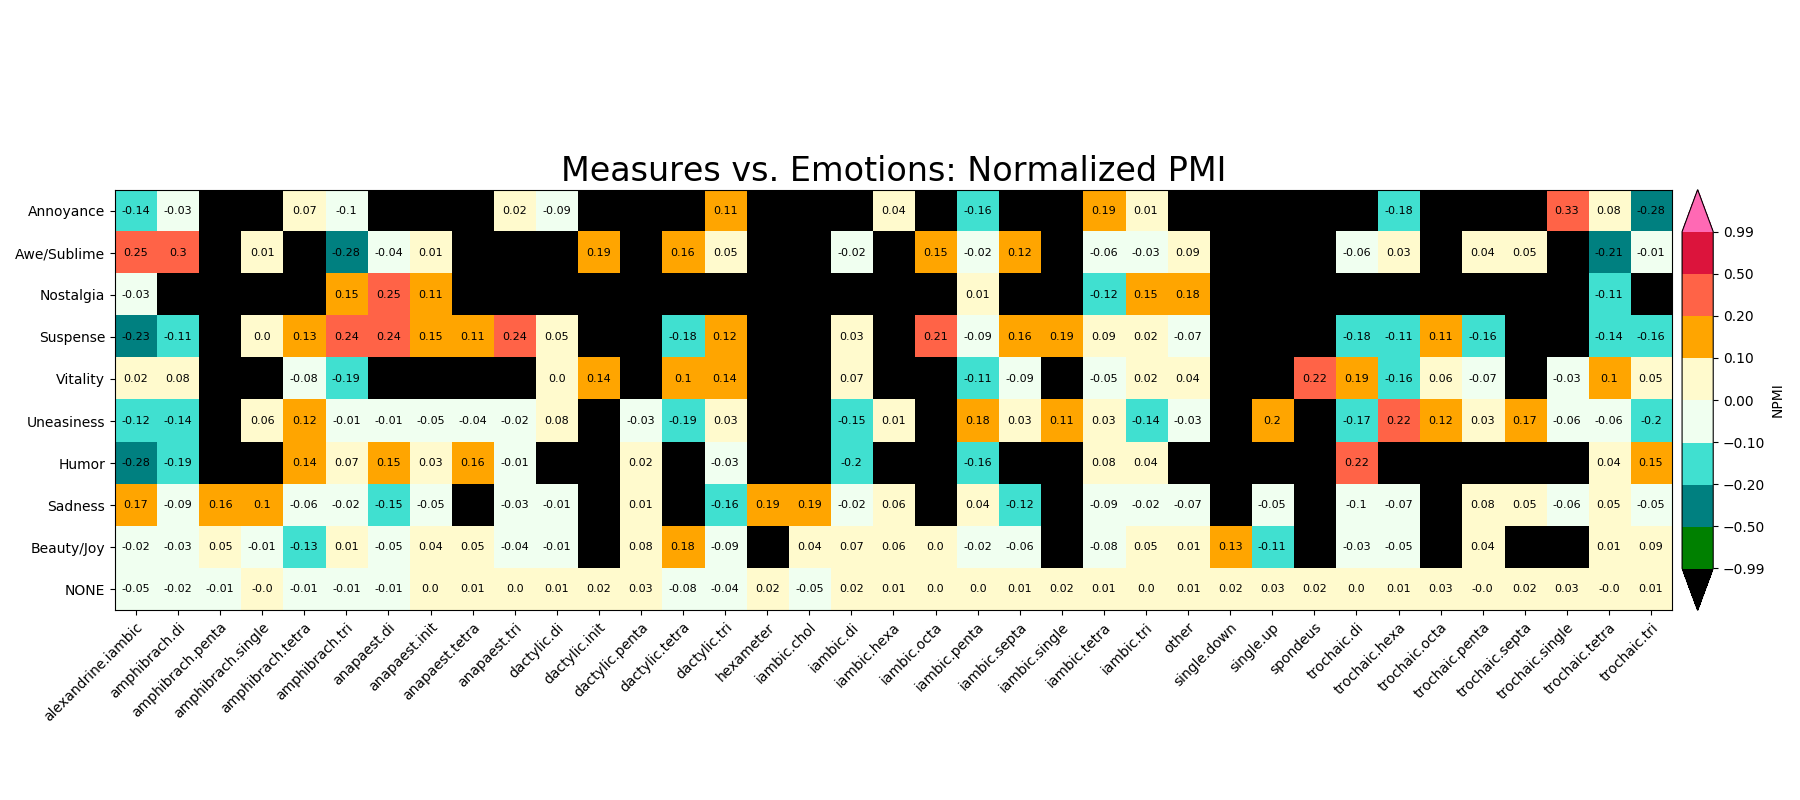 Measures vs. Emotions: Normalized PMI
Annoyance -0.14 -0.03 0.07 -0.1 0.02 -0.09 0.11 0.04 -0.16 0.19 0.01 -0.18 0.33 0.08 -0.28
Awe/Sublime 0.25 0.3 0.01 -0.28 -0.04 0.01 0.19 0.16 0.05 -0.02 0.15 -0.02 0.12 -0.06 -0.03 0.09 -0.06 0.03 0.04 0.05 -0.21 -0.01
Nostalgia -0.03 0.15 0.25 0.11 0.01 -0.12 0.15 0.18 -0.11
Suspense -0.23 -0.11 0.0 0.13 0.24 0.24 0.15 0.11 0.24 0.05 -0.18 0.12 0.03 0.21 -0.09 0.16 0.19 0.09 0.02 -0.07 -0.18 -0.11 0.11 -0.16 -0.14 -0.16
Vitality 0.02 0.08 -0.08 -0.19 0.0 0.14 0.1 0.14 0.07 -0.11 -0.09 -0.05 0.02 0.04 0.22 0.19 -0.16 0.06 -0.07 -0.03 0.1 0.05
Uneasiness -0.12 -0.14 0.06 0.12 -0.01 -0.01 -0.05 -0.04 -0.02 0.08 -0.03 -0.19 0.03 -0.15 0.01 0.18 0.03 0.11 0.03 -0.14 -0.03 0.2 -0.17 0.22 0.12 0.03 0.17 -0.06 -0.06 -0.2
Humor -0.28 -0.19 0.14 0.07 0.15 0.03 0.16 -0.01 0.02 -0.03 -0.2 -0.16 0.08 0.04 0.22 0.04 0.15
Sadness 0.17 -0.09 0.16 0.1 -0.06 -0.02 -0.15 -0.05 -0.03 -0.01 0.01 -0.16 0.19 0.19 -0.02 0.06 0.04 -0.12 -0.09 -0.02 -0.07 -0.05 -0.1 -0.07 0.08 0.05 -0.06 0.05 -0.05
Beauty/Joy -0.02 -0.03 0.05 -0.01 -0.13 0.01 -0.05 0.04 0.05 -0.04 -0.01 0.08 0.18 -0.09 0.04 0.07 0.06 0.0 -0.02 -0.06 -0.08 0.05 0.01 0.13 -0.11 -0.03 -0.05 0.04 0.01 0.09
NONE -0.05 -0.02 -0.01 -0.0 -0.01 -0.01 -0.01 0.0 0.01 0.0 0.01 0.02 0.03 -0.08 -0.04 0.02 -0.05 0.02 0.01 0.0 0.0 0.01 0.02 0.01 0.0 0.01 0.02 0.03 0.02 0.0 0.01 0.03 -0.0 0.02 0.03 -0.0 0.01
alexandrine.iambic
amphibrach.di
amphibrach.penta
amphibrach.single
amphibrach.tetra
amphibrach.tri
anapaest.di
anapaest.init
anapaest.tetra
anapaest.tri
dactylic.di
dactylic.init
dactylic.penta
dactylic.tetra
dactylic.tri
hexameter
iambic.chol
iambic.di
iambic.hexa
iambic.octa
iambic.penta
iambic.septa
iambic.single
iambic.tetra
iambic.tri
other
single.down
single.up
spondeus
trochaic.di
trochaic.hexa
trochaic.octa
trochaic.penta
trochaic.septa
trochaic.single
trochaic.tetra
trochaic.tri
0.99
0.50
0.20
0.10
0.00
−0.10
−0.20
−0.50
−0.99
NPMI